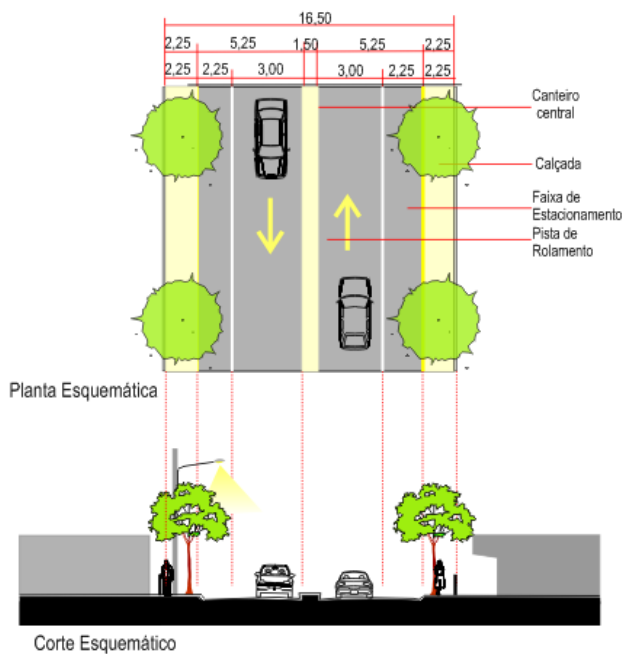 16,50
2,25 5,25 1,50 5,25 2,25
2,25 2,25 3,00 3,00 2,25 2,25
Canteiro
central
Calçada
Faixa de
Estacionamento
Pista de
Rolamento
Planta Esquemática
Corte Esquemático